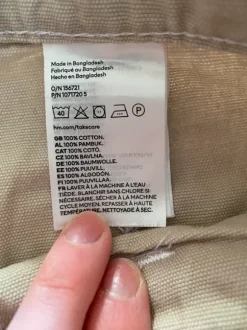 Made in Bangladesh
Fabriqué au Bangladesh
Hecho en Bangladesh
O/N 156721
P/N 1071720 S
40
P
hm.com/takecare
GB 100% COTTON.
AL 100% PAMBUK.
CAT 100% COTÓ.
CZ 100% BAVLNA.
DE 100% BAUMWOLLE.
EE 100% PUUVILL.
ES 100% ALGODÓN.
FI 100% PUUVILLAA.
FR LAVER À LA MACHINE À L'EAU
TIÈDE. BLANCHIR SANS CHLORE SI
NÉCESSAIRE. SÉCHER À LA MACHINE
CYCLE MOYEN. REPASSER À HAUTE
TEMPÉRATURE. NETTOYAGE À SEC.